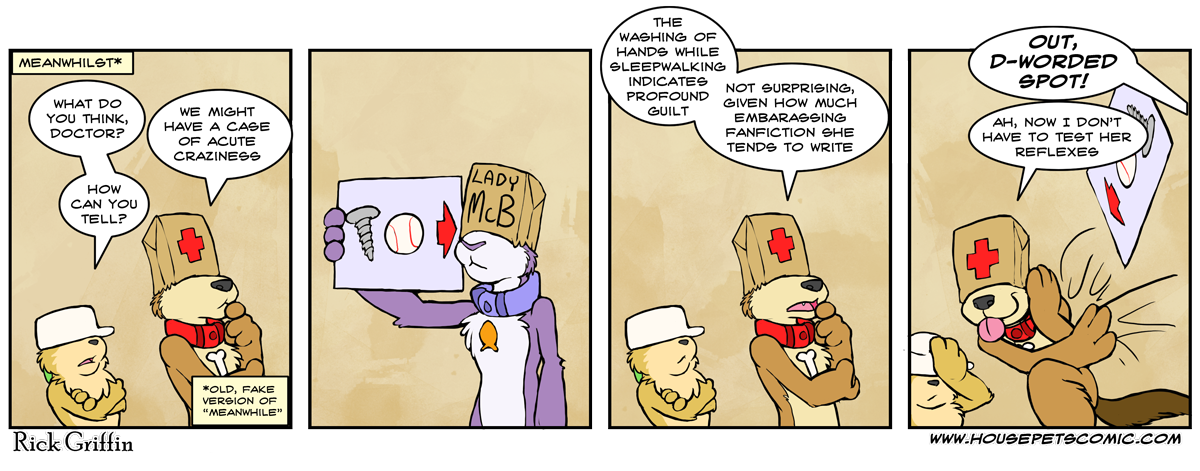 MEANWHILST*
WHAT DO
YOU THINK,
DOCTOR?
HOW
CAN YOU
TELL?
WE MIGHT
HAVE A CASE
OF ACUTE
CRAZINESS
*OLD, FAKE
VERSION OF
"MEANWHILE"
LADY
McB
THE
WASHING OF
HANDS WHILE
SLEEPWALKING
INDICATES
PROFOUND
GUILT
NOT SURPRISING,
GIVEN HOW MUCH
EMBARASSING
FANFICTION SHE
TENDS TO WRITE
OUT,
D-WORDED
SPOT!
AH, NOW I DON'T
HAVE TO TEST HER
REFLEXES
Rick Griffin
WWW.HOUSEPETSCOMIC.COM